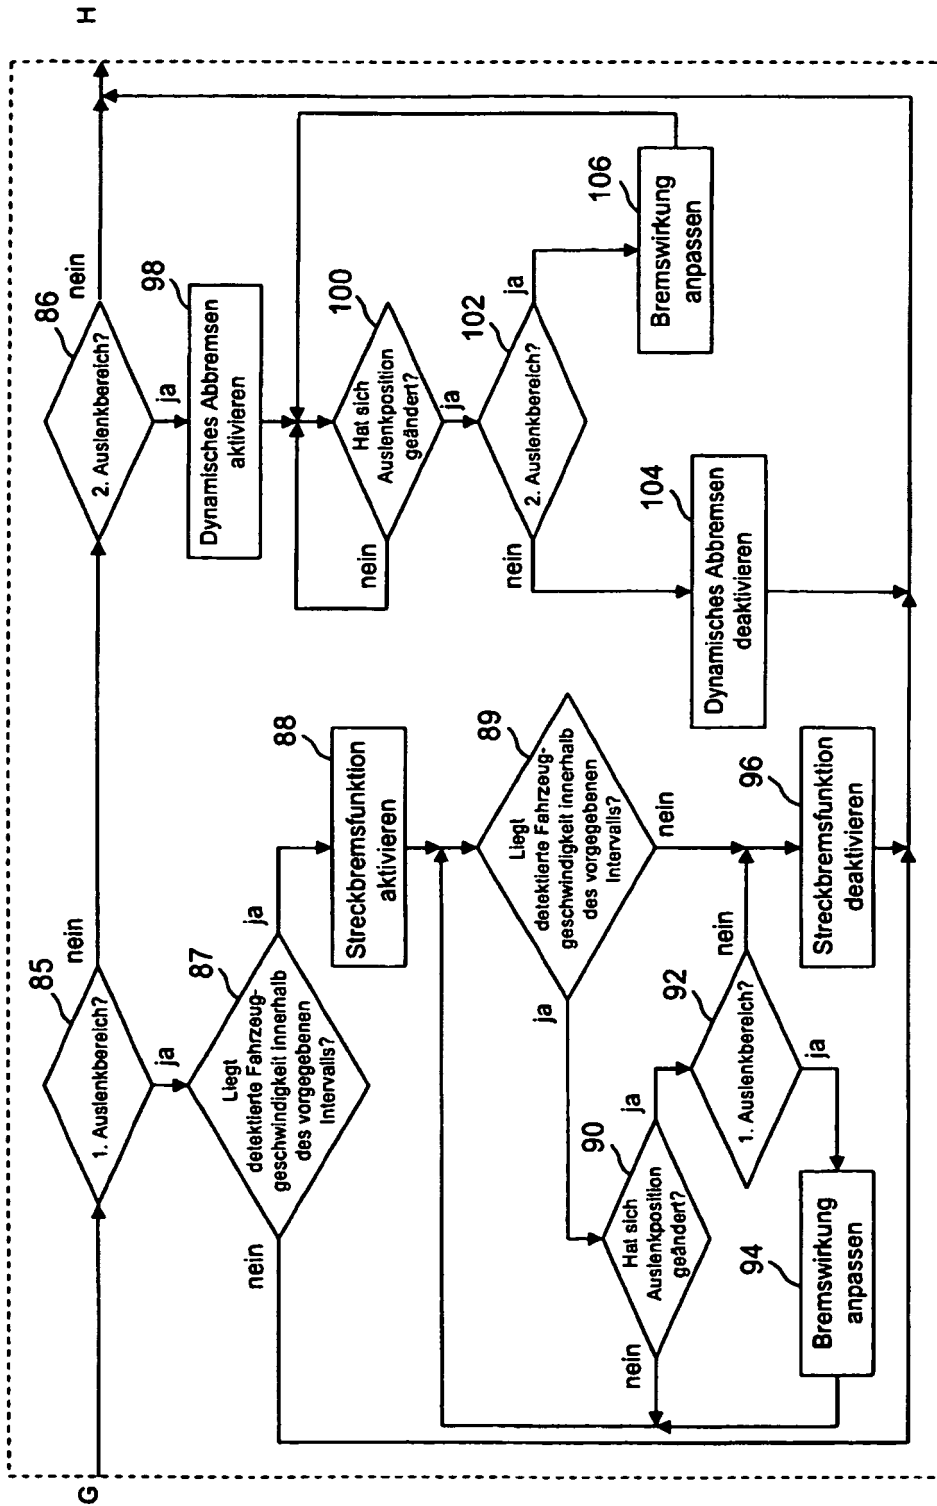 G
85
1. Auslenkbereich?
nein
ja
86
2. Auslenkbereich?
nein
ja
H
87
Liegt
detektierte Fahrzeug-
geschwindigkeit innerhalb
des vorgegebenen
Intervalls?
nein
ja
88
Streckbremsfunktion
aktivieren
89
Liegt
detektierte Fahrzeug-
geschwindigkeit innerhalb
des vorgegebenen
Intervalls?
ja
nein
90
Hat sich
Auslenkposition
geändert?
nein
ja
92
1. Auslenkbereich?
nein
ja
94
Bremswirkung
anpassen
96
Streckbremsfunktion
deaktivieren
98
Dynamisches Abbremsen
aktivieren
100
Hat sich
Auslenkposition
geändert?
nein
ja
102
2. Auslenkbereich?
nein
ja
104
Dynamisches Abbremsen
deaktivieren
106
Bremswirkung
anpassen